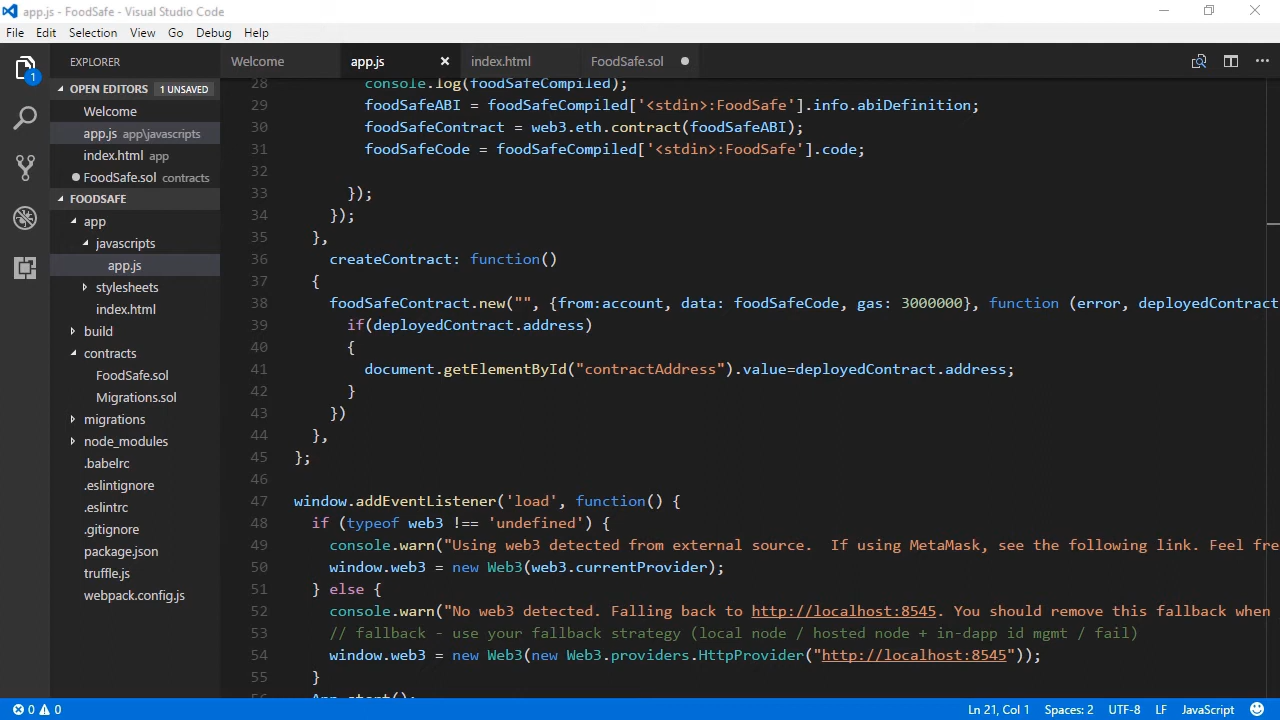 app.js - FoodSafe - Visual Studio Code
File Edit Selection View Go Debug Help
EXPLORER
OPEN EDITORS 1 UNSAVED
Welcome
app.js app\javascripts
index.html app
FoodSafe.sol contracts
FOODSAFE
app
javascripts
app.js
stylesheets
index.html
build
contracts
FoodSafe.sol
Migrations.sol
migrations
node_modules
.babelrc
.eslintignore
.eslintrc
.gitignore
package.json
truffle.js
webpack.config.js
1
Welcome app.js index.html FoodSafe.sol
28 console.log(foodSafeCompiled);
29 foodSafeABI = foodSafeCompiled['<stdin>:FoodSafe'].info.abiDefinition;
30 foodSafeContract = web3.eth.contract(foodSafeABI);
31 foodSafeCode = foodSafeCompiled['<stdin>:FoodSafe'].code;
32
33 });
34 });
35 },
36 createContract: function()
37 {
38 foodSafeContract.new("", {from:account, data: foodSafeCode, gas: 3000000}, function (error, deployedContract
39 if(deployedContract.address)
40 {
41 document.getElementById("contractAddress").value=deployedContract.address;
42 }
43 })
44 },
45 };
46
47 window.addEventListener('load', function() {
48 if (typeof web3 !== 'undefined') {
49 console.warn("Using web3 detected from external source.  If using MetaMask, see the following link. Feel fre
50 window.web3 = new Web3(web3.currentProvider);
51 } else {
52 console.warn("No web3 detected. Falling back to http://localhost:8545. You should remove this fallback when
53 // fallback - use your fallback strategy (local node / hosted node + in-dapp id mgmt / fail)
54 window.web3 = new Web3(new Web3.providers.HttpProvider("http://localhost:8545"));
55 }
56 App.start();
0 0 Ln 21, Col 1 Spaces: 2 UTF-8 LF JavaScript